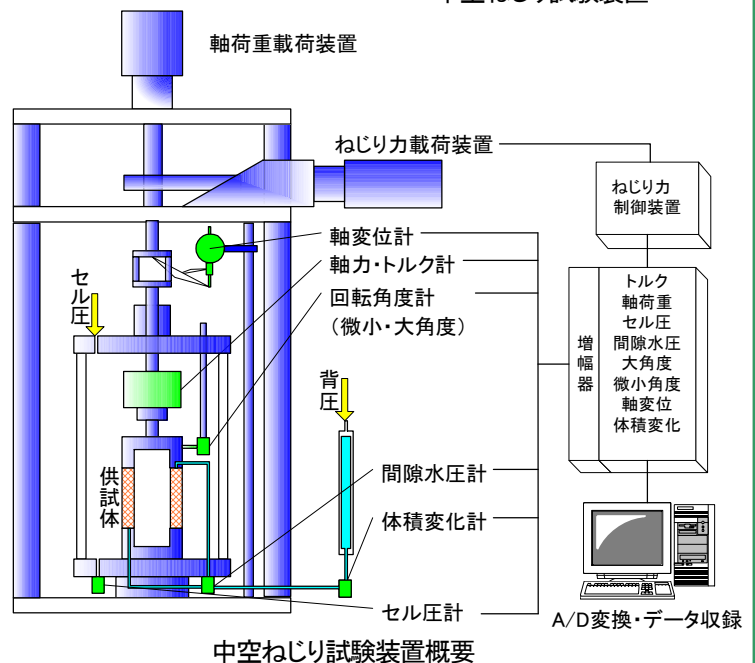 軸荷重載荷装置
ねじり力載荷装置
ねじり力
制御装置
軸変位計
軸力・トルク計
回転角度計
(微小・大角度)
セル圧
背圧
供試体
間隙水圧計
体積変化計
セル圧計
増幅器
トルク
軸荷重
セル圧
間隙水圧
大角度
微小角度
軸変位
体積変化
A/D変換・データ収録
中空ねじり試験装置概要